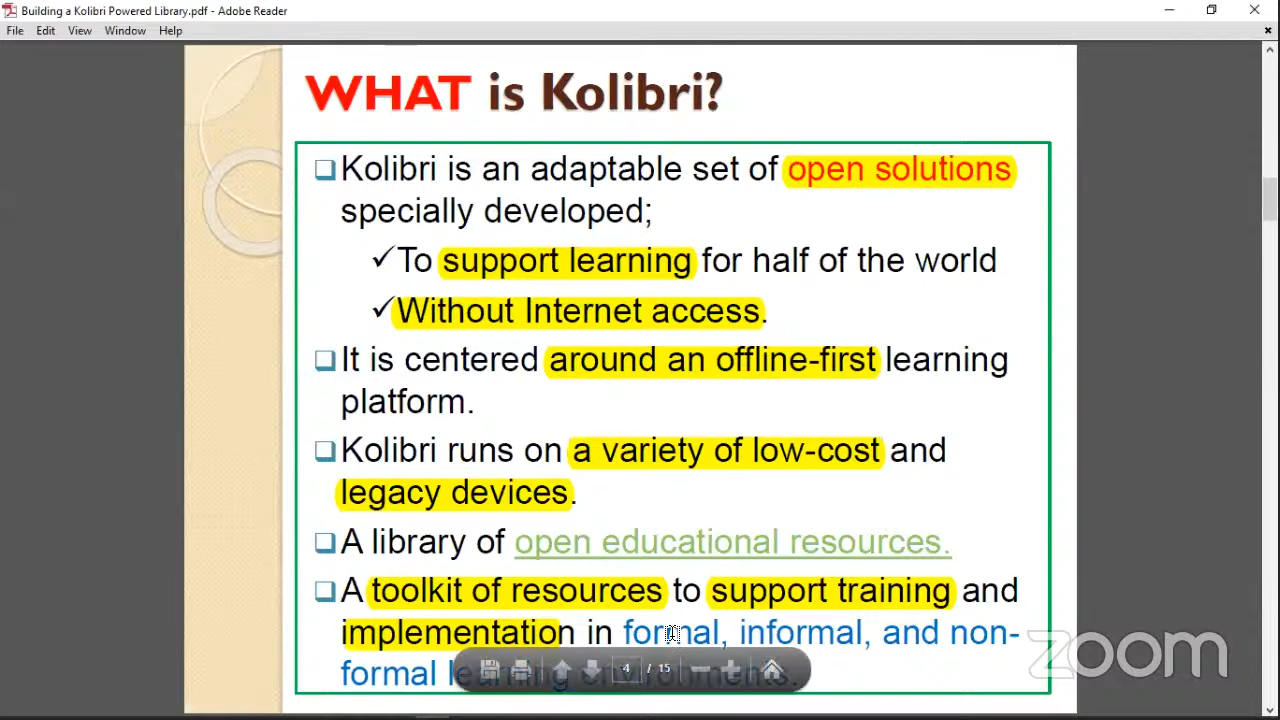 Building a Kolibri Powered Library.pdf - Adobe Reader
File Edit View Window Help
WHAT is Kolibri?
Kolibri is an adaptable set of open solutions
specially developed;
To support learning for half of the world
Without Internet access.
It is centered around an offline-first learning
platform.
Kolibri runs on a variety of low-cost and
legacy devices.
A library of open educational resources.
A toolkit of resources to support training and
implementation in formal, informal, and non-
formal learning environments.
4 / 15
zoom